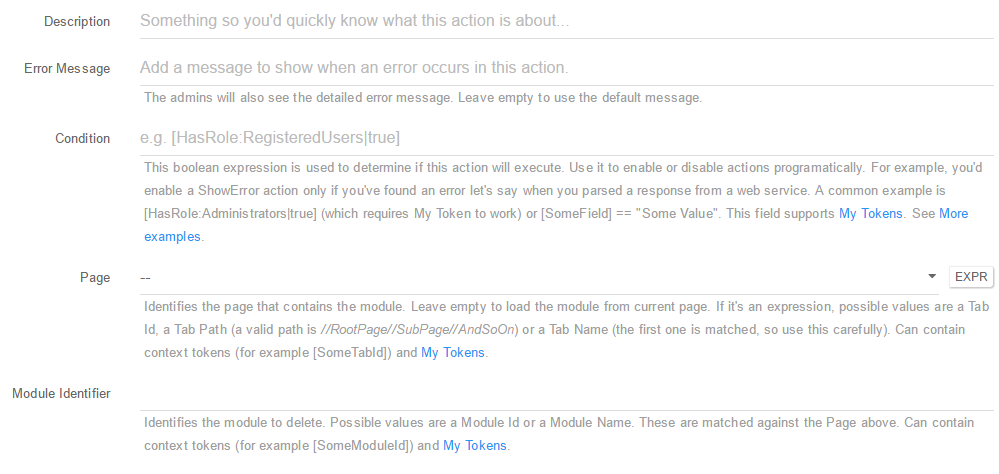 Description Something so you'd quickly know what this action is about...
Error Message Add a message to show when an error occurs in this action.
The admins will also see the detailed error message. Leave empty to use the default message.
Condition e.g. [HasRole:RegisteredUsers|true]
This boolean expression is used to determine if this action will execute. Use it to enable or disable actions programatically. For example, you'd
enable a ShowError action only if you've found an error let's say when you parsed a response from a web service. A common example is
[HasRole:Administrators|true] (which requires My Token to work) or [SomeField] == "Some Value". This field supports My Tokens. See More
examples.
Page -- EXPR
Identifies the page that contains the module. Leave empty to load the module from current page. If it's an expression, possible values are a Tab
Id, a Tab Path (a valid path is //RootPage//SubPage//AndSoOn) or a Tab Name (the first one is matched, so use this carefully). Can contain
context tokens (for example [SomeTabId]) and My Tokens.
Module Identifier
Identifies the module to delete. Possible values are a Module Id or a Module Name. These are matched against the Page above. Can contain
context tokens (for example [SomeModuleId]) and My Tokens.